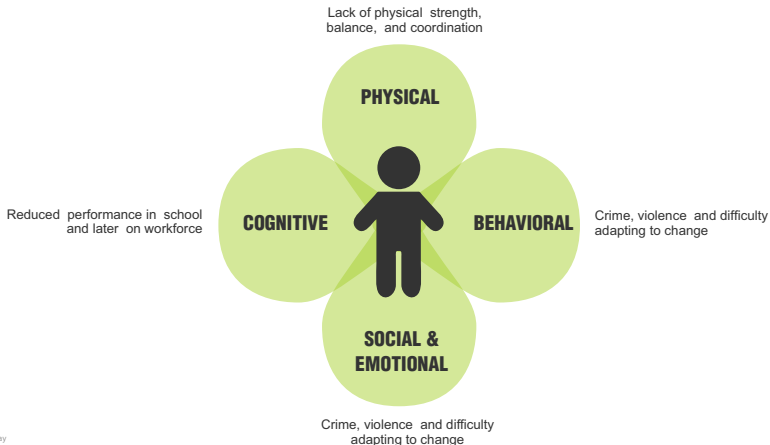 Lack of physical strength,
balance, and coordination
PHYSICAL
Reduced performance in school
and later on workforce
COGNITIVE
BEHAVIORAL
Crime, violence and difficulty
adapting to change
SOCIAL &
EMOTIONAL
Crime, violence and difficulty
adapting to change